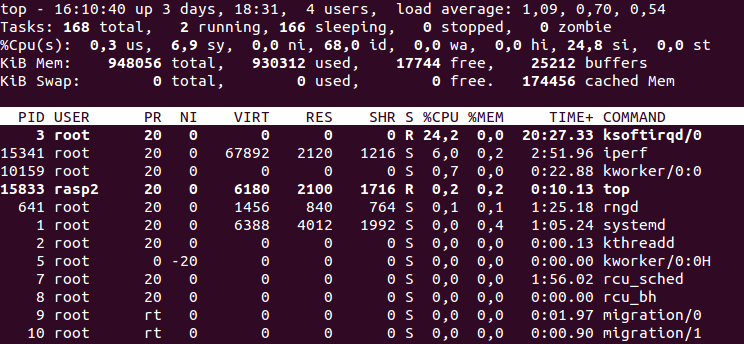 top - 16:10:40 up 3 days, 18:31,  4 users,  load average: 1,09, 0,70, 0,54
Tasks: 168 total,   2 running, 166 sleeping,   0 stopped,   0 zombie
%Cpu(s):  0,3 us,  6,9 sy,  0,0 ni, 68,0 id,  0,0 wa,  0,0 hi, 24,8 si,  0,0 st
KiB Mem:    948056 total,   930312 used,    17744 free,    25212 buffers
KiB Swap:        0 total,        0 used,        0 free.   174456 cached Mem
PID USER      PR  NI    VIRT    RES    SHR S %CPU %MEM     TIME+ COMMAND
3 root      20   0       0      0      0 R 24,2  0,0  20:27.33 ksoftirqd/0
15341 root      20   0   67892   2120   1216 S  6,0  0,2   2:51.96 iperf
10159 root      20   0       0      0      0 S  0,7  0,0   0:22.88 kworker/0:0
15833 rasp2     20   0    6180   2100   1716 R  0,2  0,2   0:10.13 top
641 root      20   0    1456    840    764 S  0,1  0,1   1:25.18 rngd
1 root      20   0    6388   4012   1992 S  0,0  0,4   1:05.24 systemd
2 root      20   0       0      0      0 S  0,0  0,0   0:00.13 kthreadd
5 root       0 -20       0      0      0 S  0,0  0,0   0:00.00 kworker/0:0H
7 root      20   0       0      0      0 S  0,0  0,0   1:56.02 rcu_sched
8 root      20   0       0      0      0 S  0,0  0,0   0:00.00 rcu_bh
9 root      rt   0       0      0      0 S  0,0  0,0   0:01.97 migration/0
10 root      rt   0       0      0      0 S  0,0  0,0   0:00.90 migration/1